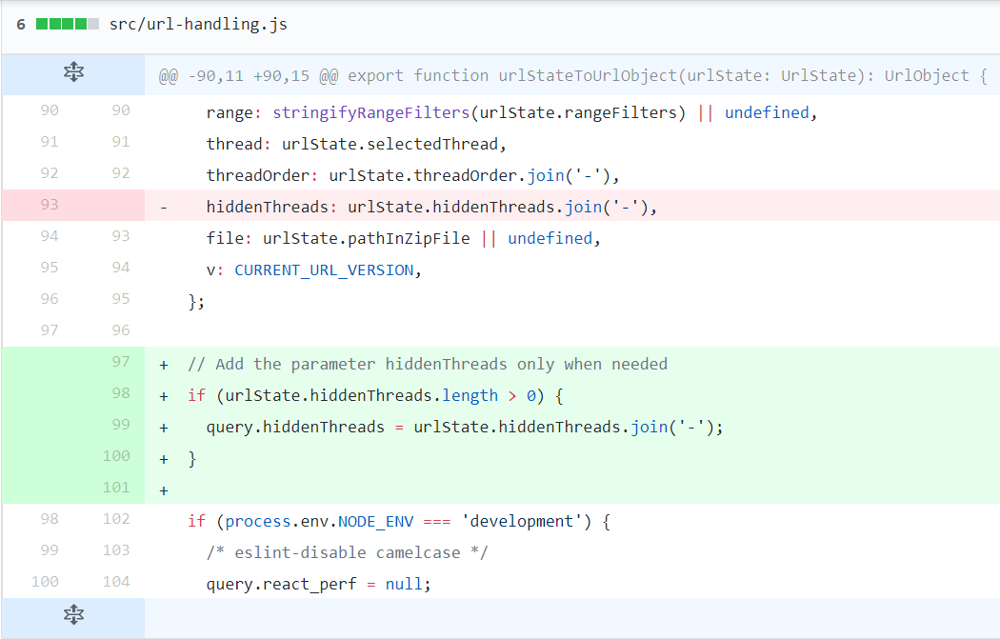 6 src/url-handling.js
@@ -90,11 +90,15 @@ export function urlStateToUrlObject(urlState: UrlState): UrlObject {
90 90 range: stringifyRangeFilters(urlState.rangeFilters) || undefined,
91 91 thread: urlState.selectedThread,
92 92 threadOrder: urlState.threadOrder.join('-'),
93 - hiddenThreads: urlState.hiddenThreads.join('-'),
94 93 file: urlState.pathInZipFile || undefined,
95 94 v: CURRENT_URL_VERSION,
96 95 };
97 96
97 + // Add the parameter hiddenThreads only when needed
98 + if (urlState.hiddenThreads.length > 0) {
99 + query.hiddenThreads = urlState.hiddenThreads.join('-');
100 + }
101 +
98 102 if (process.env.NODE_ENV === 'development') {
99 103 /* eslint-disable camelcase */
100 104 query.react_perf = null;